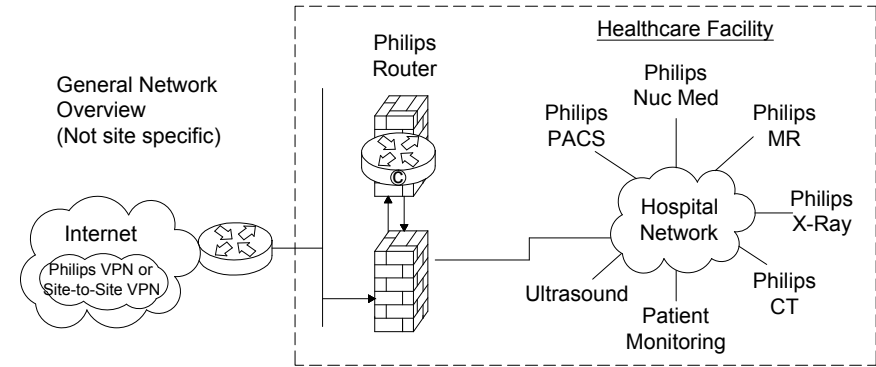 General Network
Overview
(Not site specific)
Internet
Philips VPN or
Site-to-Site VPN
Philips
Router
C
Healthcare Facility
Philips
Nuc Med
Philips
PACS
Philips
MR
Hospital
Network
Philips
X-Ray
Ultrasound
Philips
CT
Patient
Monitoring